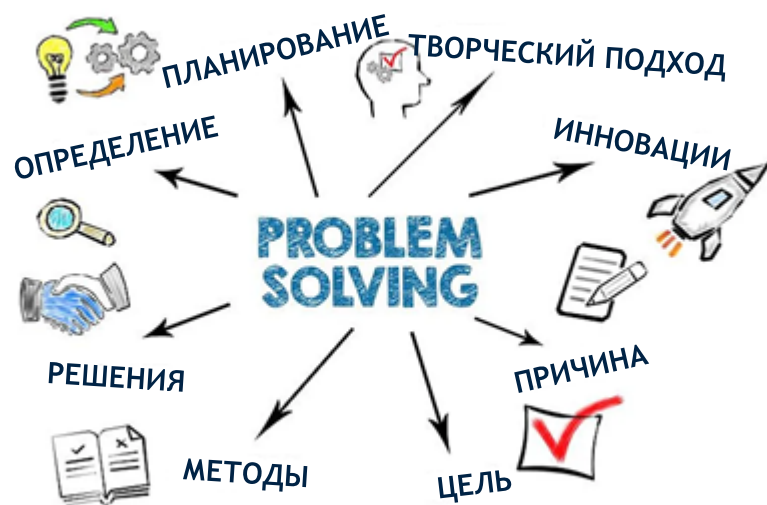 ПЛАНИРОВАНИЕ
ТВОРЧЕСКИЙ ПОДХОД
ОПРЕДЕЛЕНИЕ
ИННОВАЦИИ
PROBLEM
SOLVING
РЕШЕНИЯ
ПРИЧИНА
МЕТОДЫ
ЦЕЛЬ